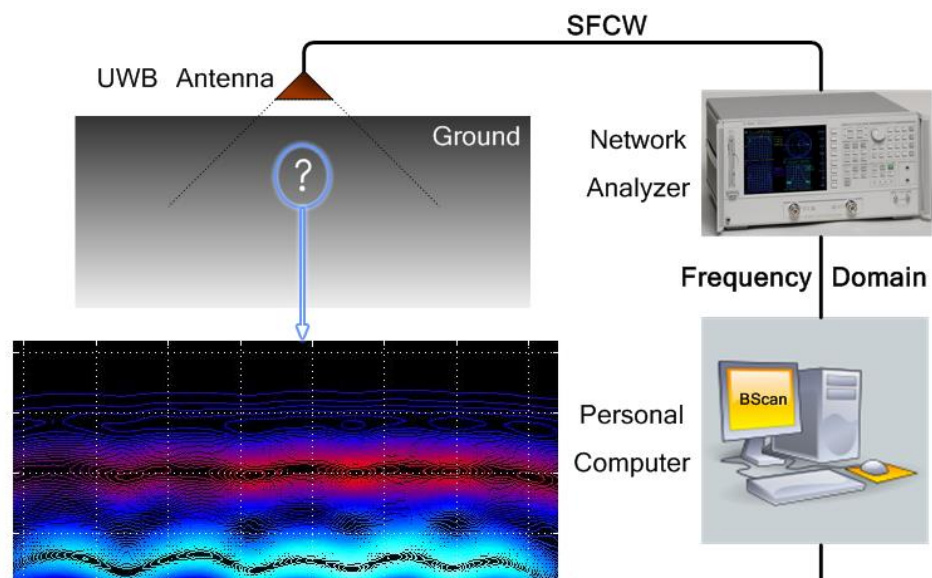 SFCW
UWB Antenna
Ground
?
Network
Analyzer
Frequency Domain
BScan
Personal
Computer